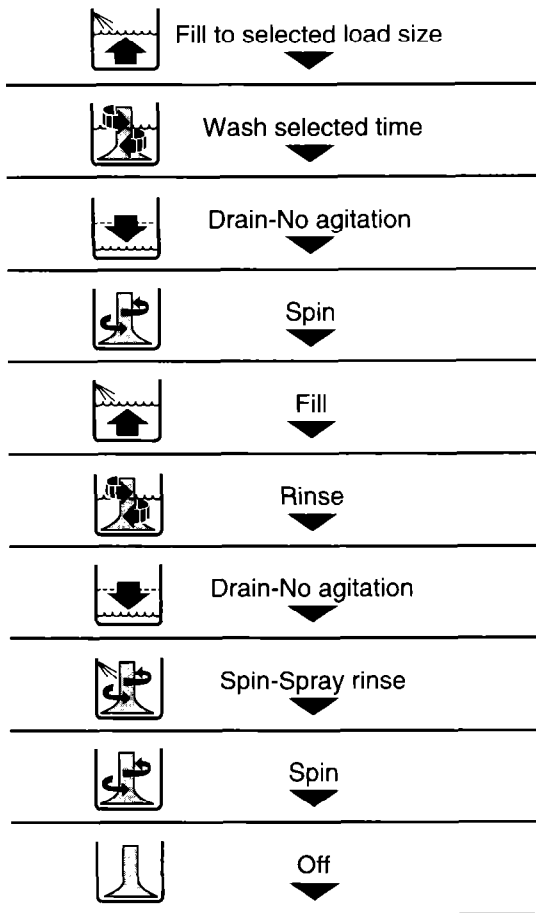 Fill to selected load size
Wash selected time
Drain-No agitation
Spin
Fill
Rinse
Drain-No agitation
Spin-Spray rinse
Spin
Off